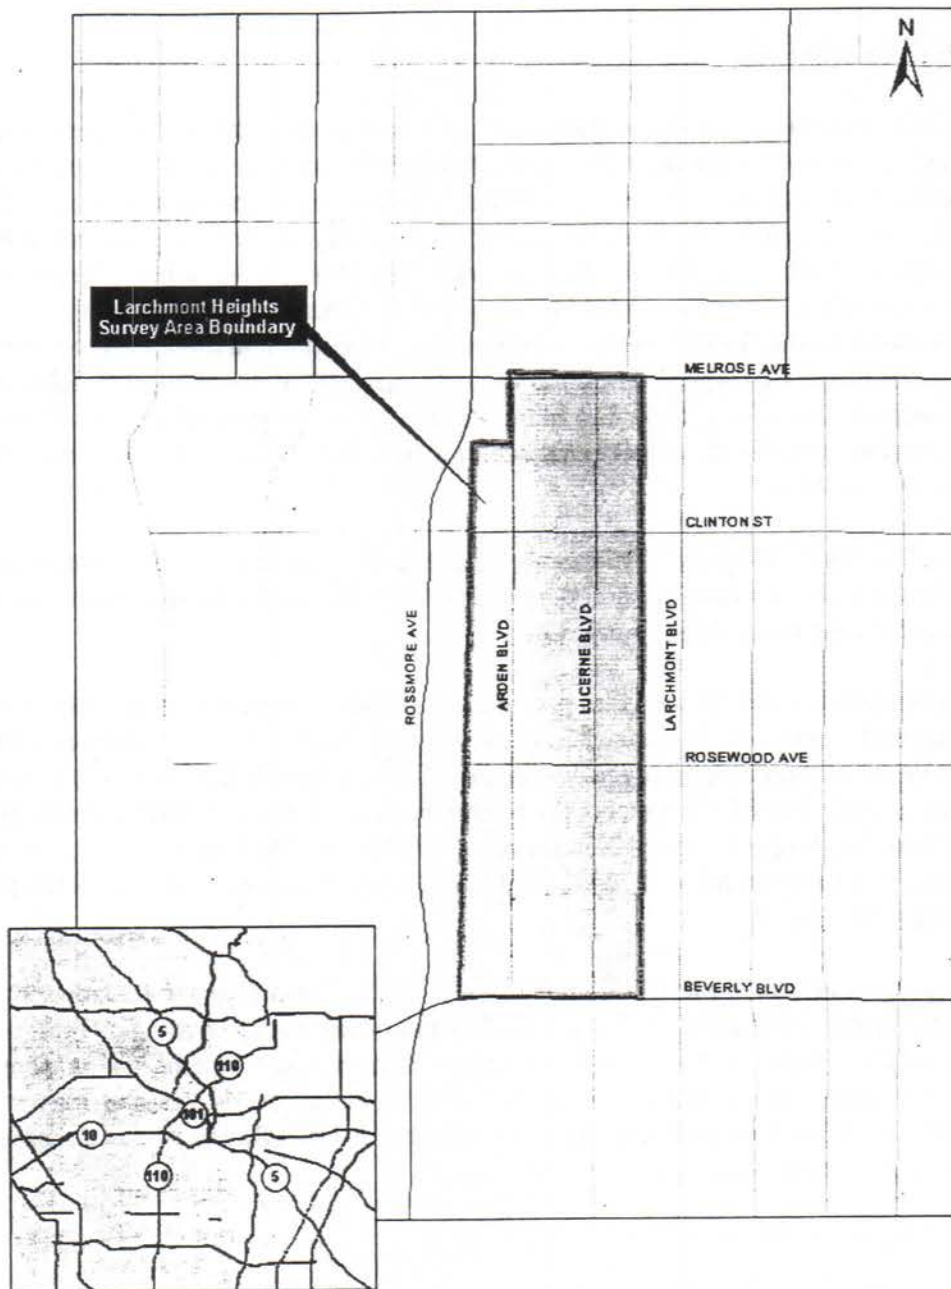 N
Larchmont Heights
Survey Area Boundary
MELROSE AVE
CLINTON ST
ROSSMORE AVE
ARDEN BLVD
LUCERNE BLVD
LARCHMONT BLVD
ROSEWOOD AVE
BEVERLY BLVD
5
110
101
10
110
5